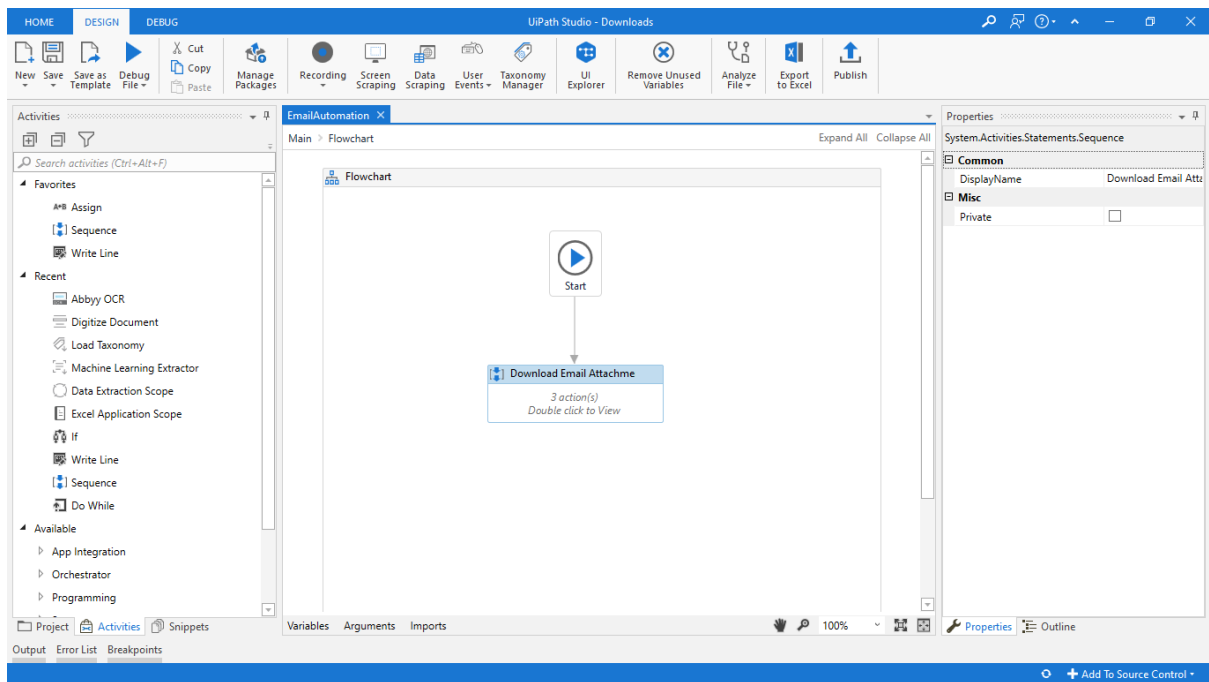 HOME DESIGN DEBUG UiPath Studio - Downloads
New Save Save as Template Debug File Cut Copy Paste Manage Packages Recording Screen Scraping Data Scraping User Events Taxonomy Manager UI Explorer Remove Unused Variables Analyze File Export to Excel Publish
Activities
Search activities (Ctrl+Alt+F)
Favorites
A+B Assign
Sequence
Write Line
Recent
Abbyy OCR
Digitize Document
Load Taxonomy
Machine Learning Extractor
Data Extraction Scope
Excel Application Scope
If
Write Line
Sequence
Do While
Available
App Integration
Orchestrator
Programming
Project Activities Snippets
EmailAutomation
Main > Flowchart Expand All Collapse All
Flowchart
Start
Download Email Attachme
3 action(s)
Double click to View
Variables Arguments Imports 100%
Properties
System.Activities.Statements.Sequence
Common
DisplayName Download Email Atta
Misc
Private
Properties Outline
Output Error List Breakpoints
Add To Source Control